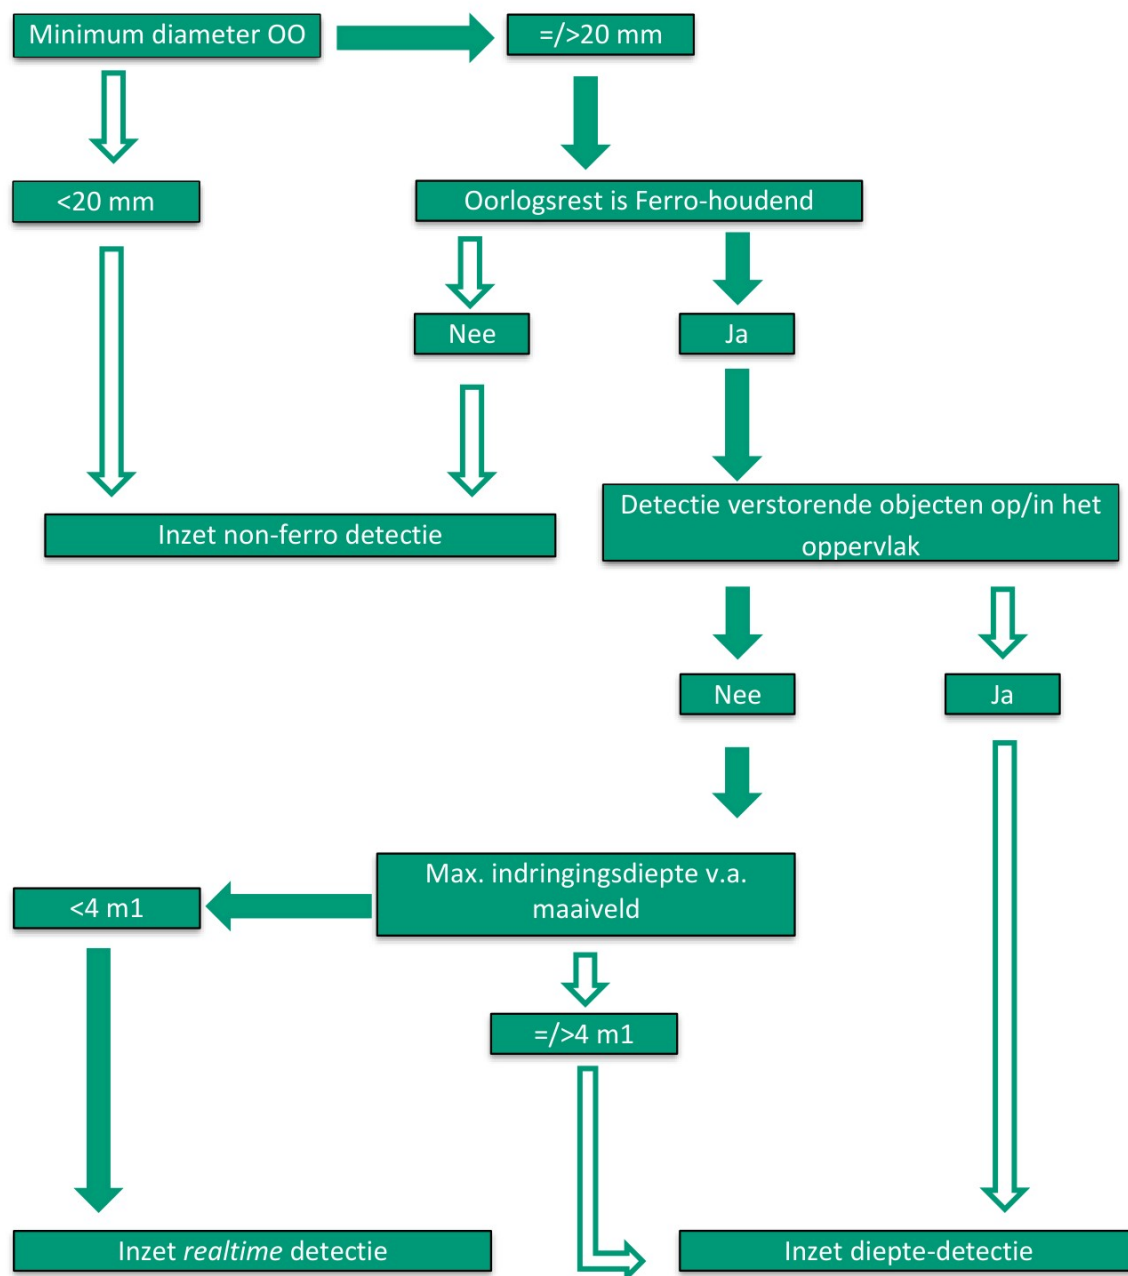 Minimum diameter OO
=/>20 mm
<20 mm
Oorlogsrest is Ferro-houdend
Nee
Ja
Inzet non-ferro detectie
Detectie verstorende objecten op/in het
oppervlak
Nee
Ja
Max. indringingsdiepte v.a.
maaiveld
<4 m1
=/>4 m1
Inzet realtime detectie
Inzet diepte-detectie